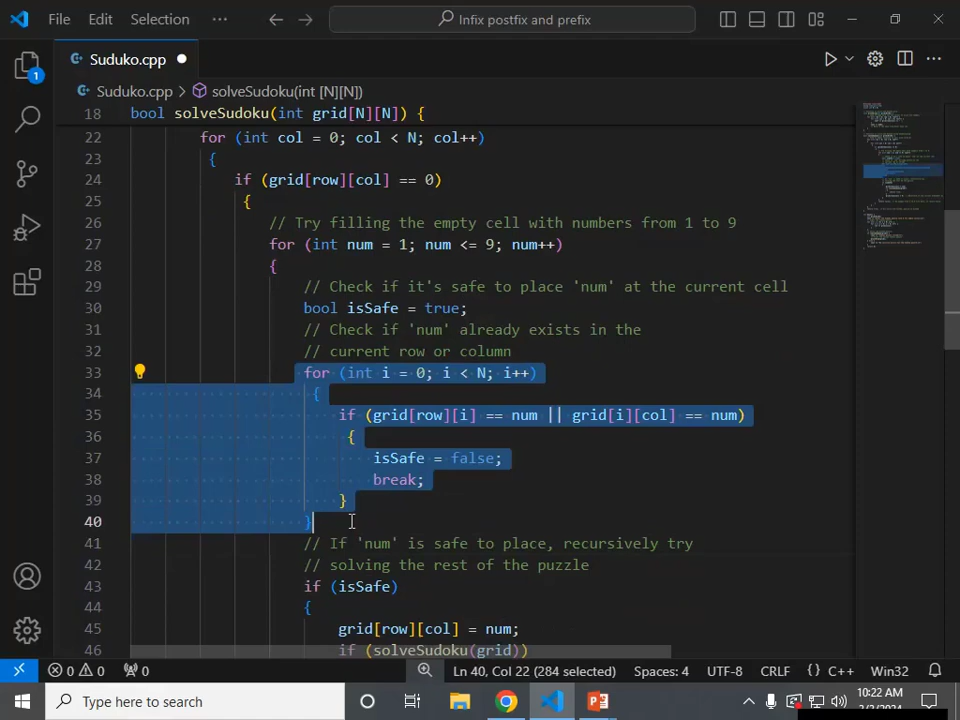 File Edit Selection ··· Infix postfix and prefix
Suduko.cpp
Suduko.cpp > solveSudoku(int [N][N])
18 bool solveSudoku(int grid[N][N]) {
22 for (int col = 0; col < N; col++)
23 {
24 if (grid[row][col] == 0)
25 {
26 // Try filling the empty cell with numbers from 1 to 9
27 for (int num = 1; num <= 9; num++)
28 {
29 // Check if it's safe to place 'num' at the current cell
30 bool isSafe = true;
31 // Check if 'num' already exists in the
32 // current row or column
33 for (int i = 0; i < N; i++)
34 {
35 if (grid[row][i] == num || grid[i][col] == num)
36 {
37 isSafe = false;
38 break;
39 }
40 }
41 // If 'num' is safe to place, recursively try
42 // solving the rest of the puzzle
43 if (isSafe)
44 {
45 grid[row][col] = num;
46 if (solveSudoku(grid))
1
0 0 0 Ln 40, Col 22 (284 selected) Spaces: 4 UTF-8 CRLF {} C++ Win32
Type here to search
10:22 AM